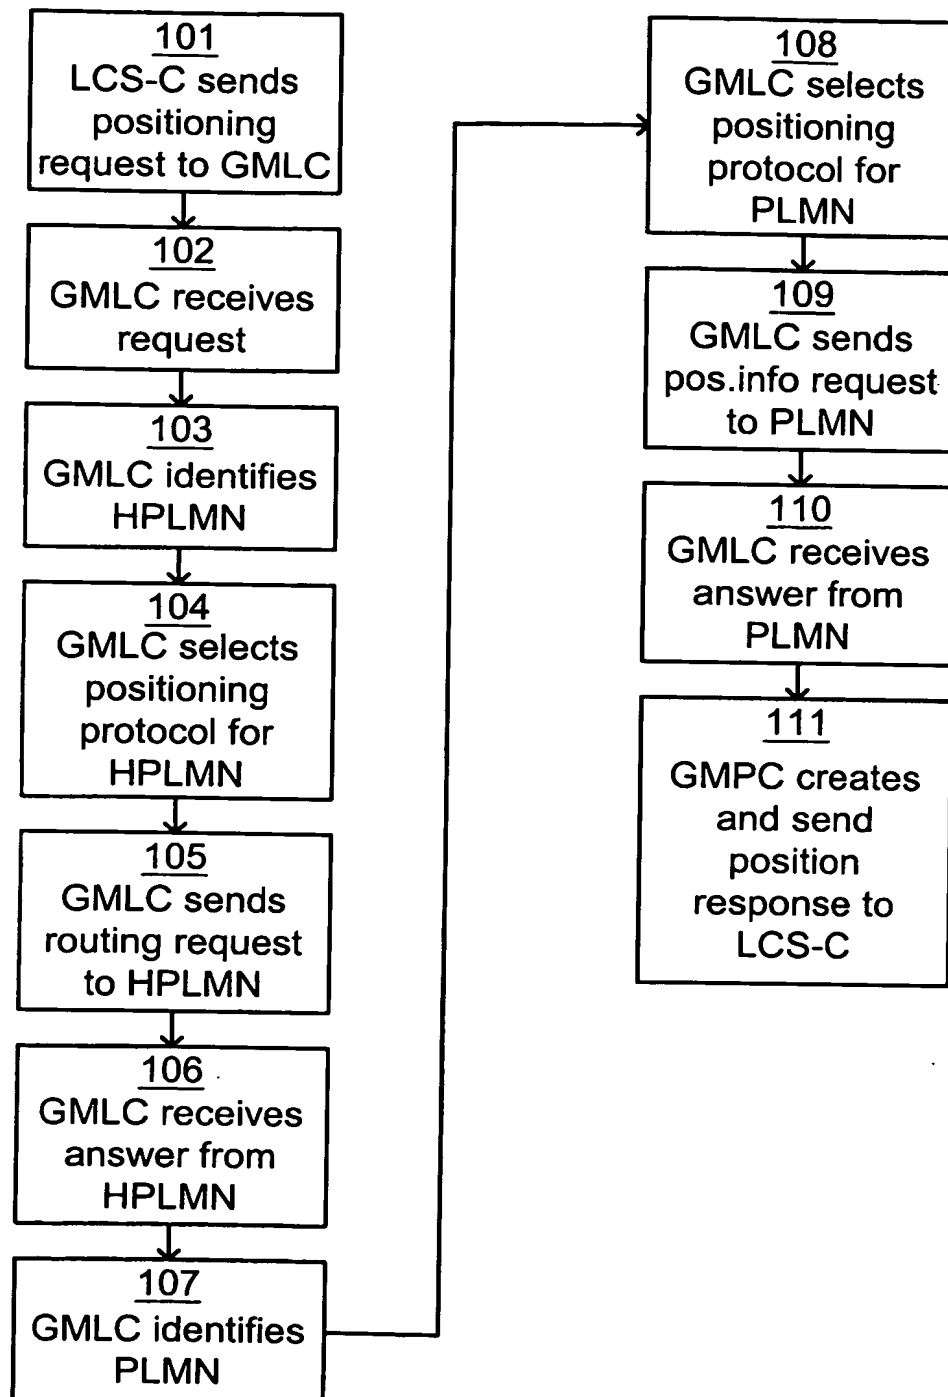 101
LCS-C sends
positioning
request to GMLC
102
GMLC receives
request
103
GMLC identifies
HPLMN
104
GMLC selects
positioning
protocol for
HPLMN
105
GMLC sends
routing request
to HPLMN
106
GMLC receives
answer from
HPLMN
107
GMLC identifies
PLMN
108
GMLC selects
positioning
protocol for
PLMN
109
GMLC sends
pos.info request
to PLMN
110
GMLC receives
answer from
PLMN
111
GMPC creates
and send
position
response to
LCS-C